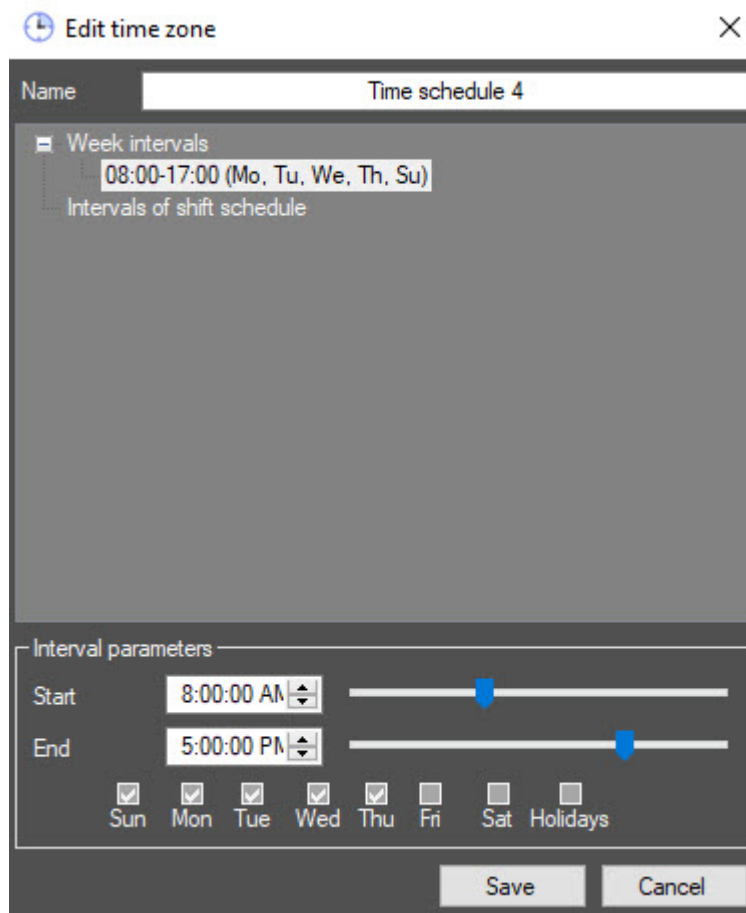 Edit time zone
Name Time schedule 4
Week intervals
08:00-17:00 (Mo, Tu, We, Th, Su)
Intervals of shift schedule
Interval parameters
Start 8:00:00 AM
End 5:00:00 PM
Sun Mon Tue Wed Thu Fri Sat Holidays
Save Cancel